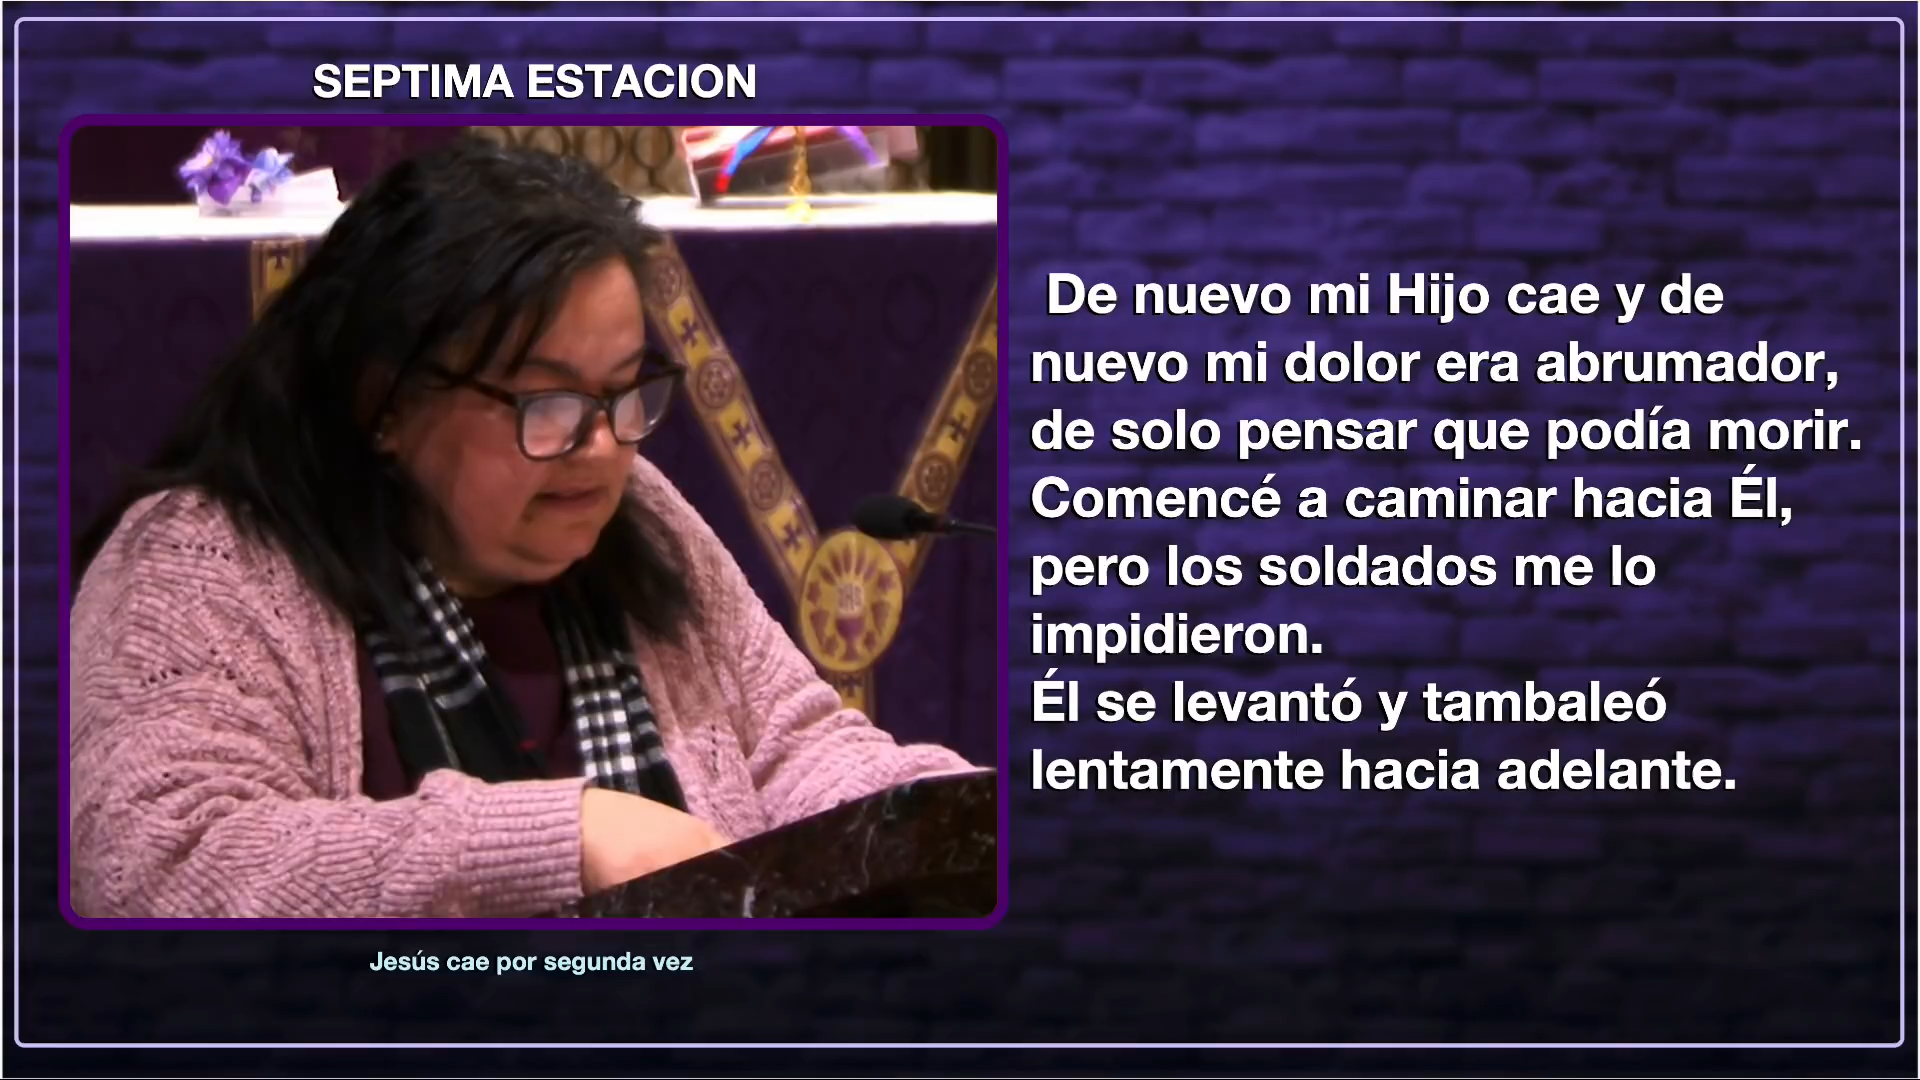 SEPTIMA ESTACION
De nuevo mi Hijo cae y de
nuevo mi dolor era abrumador,
de solo pensar que podía morir.
Comencé a caminar hacia Él,
pero los soldados me lo
impidieron.
Él se levantó y tambaleó
lentamente hacia adelante.
Jesús cae por segunda vez